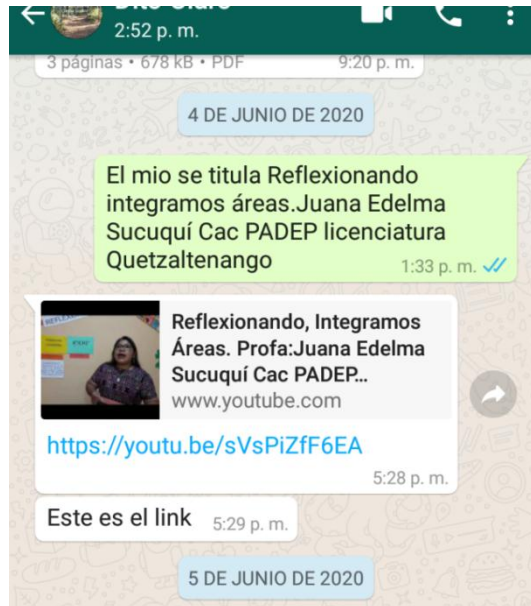 2:52 p. m.
3 páginas • 678 kB • PDF 9:20 p. m.
4 DE JUNIO DE 2020
El mio se titula Reflexionando
integramos áreas.Juana Edelma
Sucuquí Cac PADEP licenciatura
Quetzaltenango 1:33 p. m.
Reflexionando, Integramos
Áreas. Profa:Juana Edelma
Sucuquí Cac PADEP...
www.youtube.com
https://youtu.be/sVsPiZfF6EA
5:28 p. m.
Este es el link 5:29 p. m.
5 DE JUNIO DE 2020